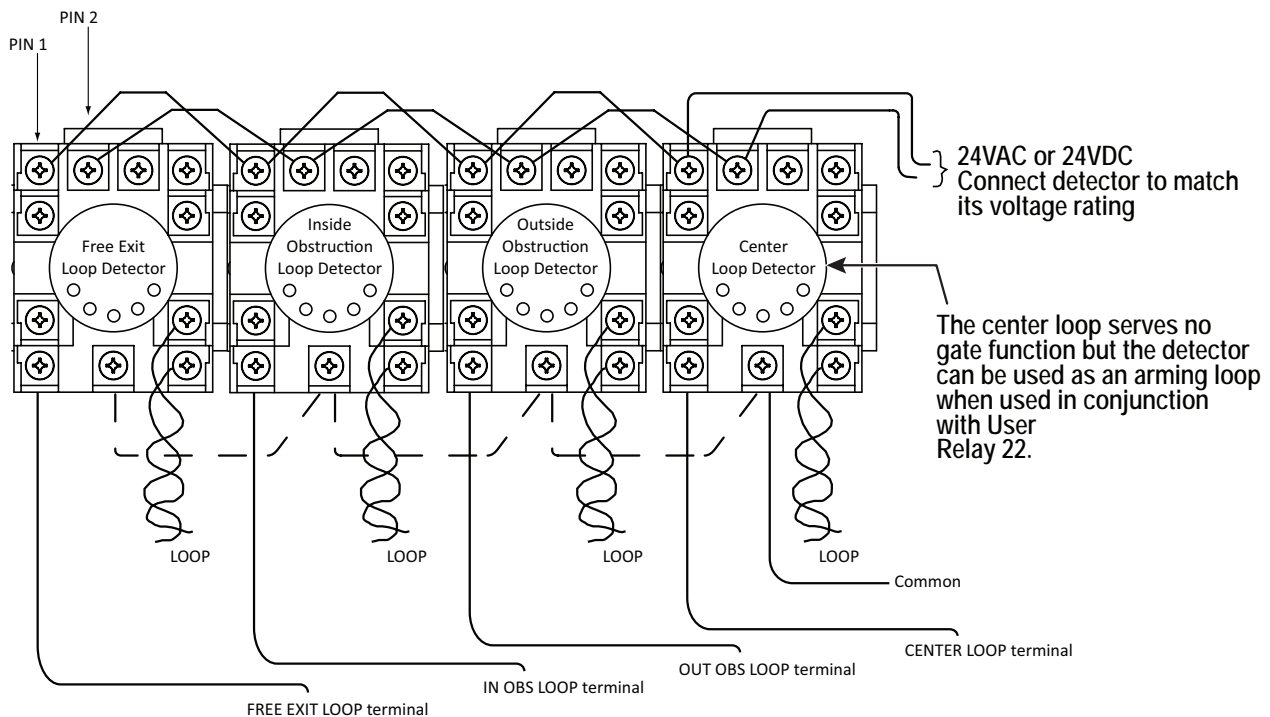 PIN 2
PIN 1
24VAC or 24VDC
Connect detector to match
its voltage rating
Free Exit
Loop Detector
Inside
Obstruction
Loop Detector
Outside
Obstruction
Loop Detector
Center
Loop Detector
The center loop serves no
gate function but the detector
can be used as an arming loop
when used in conjunction
with User
Relay 22.
LOOP
LOOP
LOOP
LOOP
Common
CENTER LOOP terminal
OUT OBS LOOP terminal
IN OBS LOOP terminal
FREE EXIT LOOP terminal